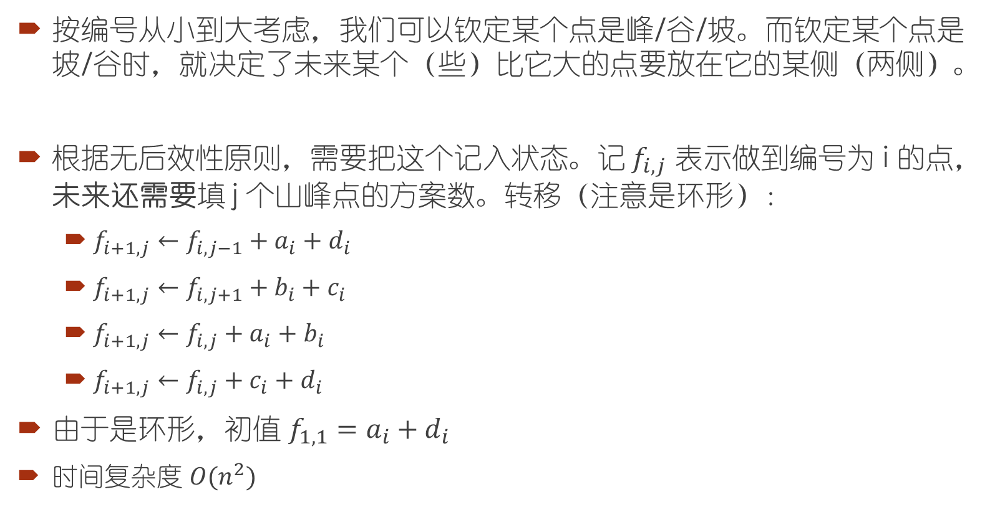 按编号从小到大考虑，我们可以钦定某个点是峰/谷/坡。而钦定某个点是
坡/谷时，就决定了未来某个（些）比它大的点要放在它的某侧（两侧）。
根据无后效性原则，需要把这个记入状态。记 f_{i,j} 表示做到编号为 i 的点，
未来还需要填 j 个山峰点的方案数。转移（注意是环形）:
f_{i+1,j} ← f_{i,j−1} + a_i + d_i
f_{i+1,j} ← f_{i,j+1} + b_i + c_i
f_{i+1,j} ← f_{i,j} + a_i + b_i
f_{i+1,j} ← f_{i,j} + c_i + d_i
由于是环形，初值 f_{1,1} = a_i + d_i
时间复杂度 O(n²)